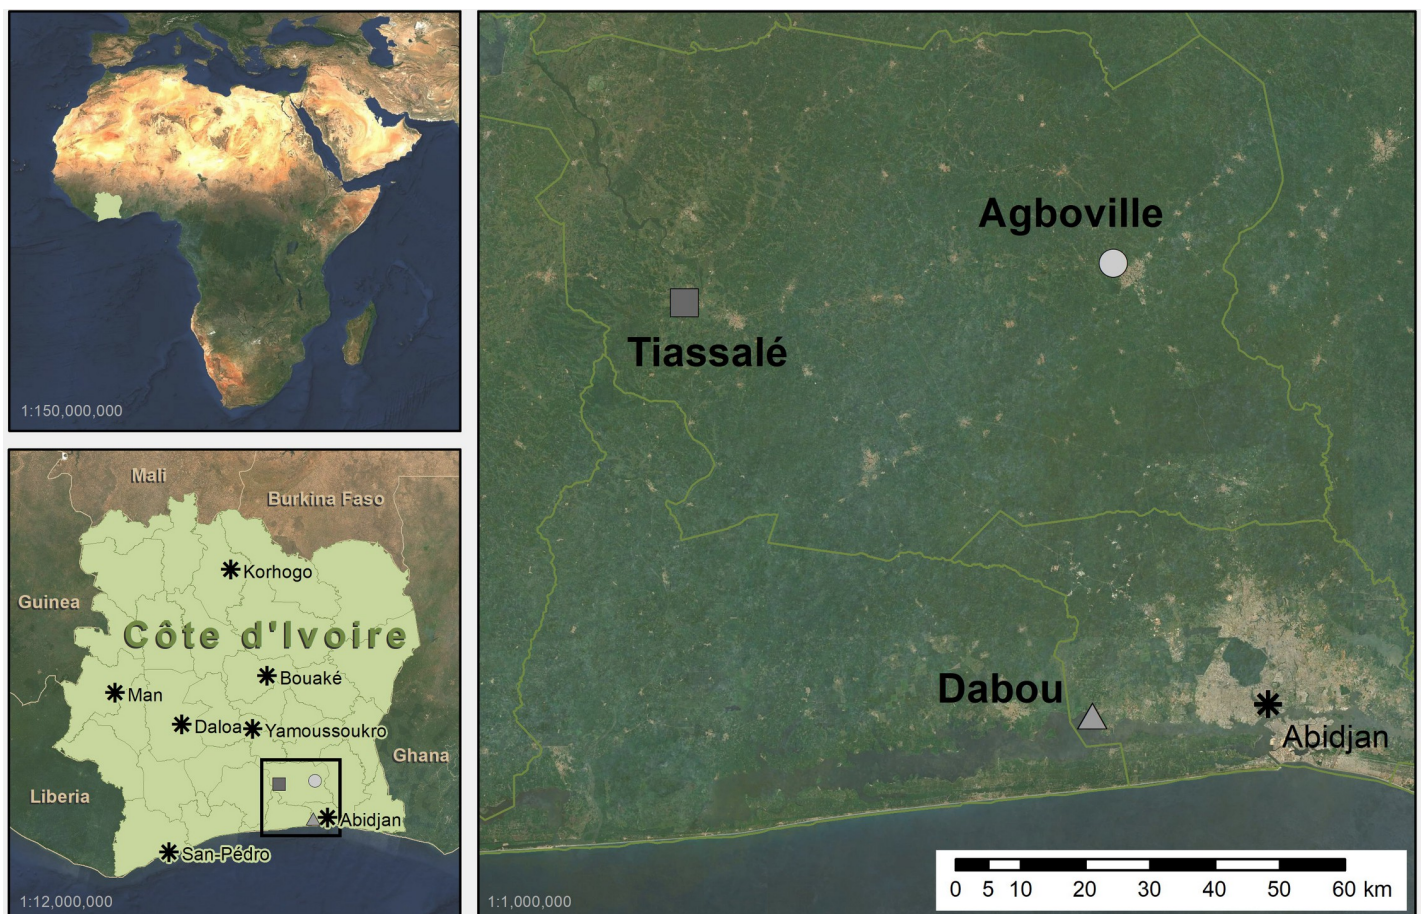 1:150,000,000
Mali
Burkina Faso
Korhogo
Guinea
Côte d'Ivoire
Bouaké
Man
Daloa
Yamoussoukro
Ghana
Liberia
Abidjan
San-Pédro
1:12,000,000
Agboville
Tiassalé
Dabou
Abidjan
0 5 10 20 30 40 50 60 km
1:1,000,000